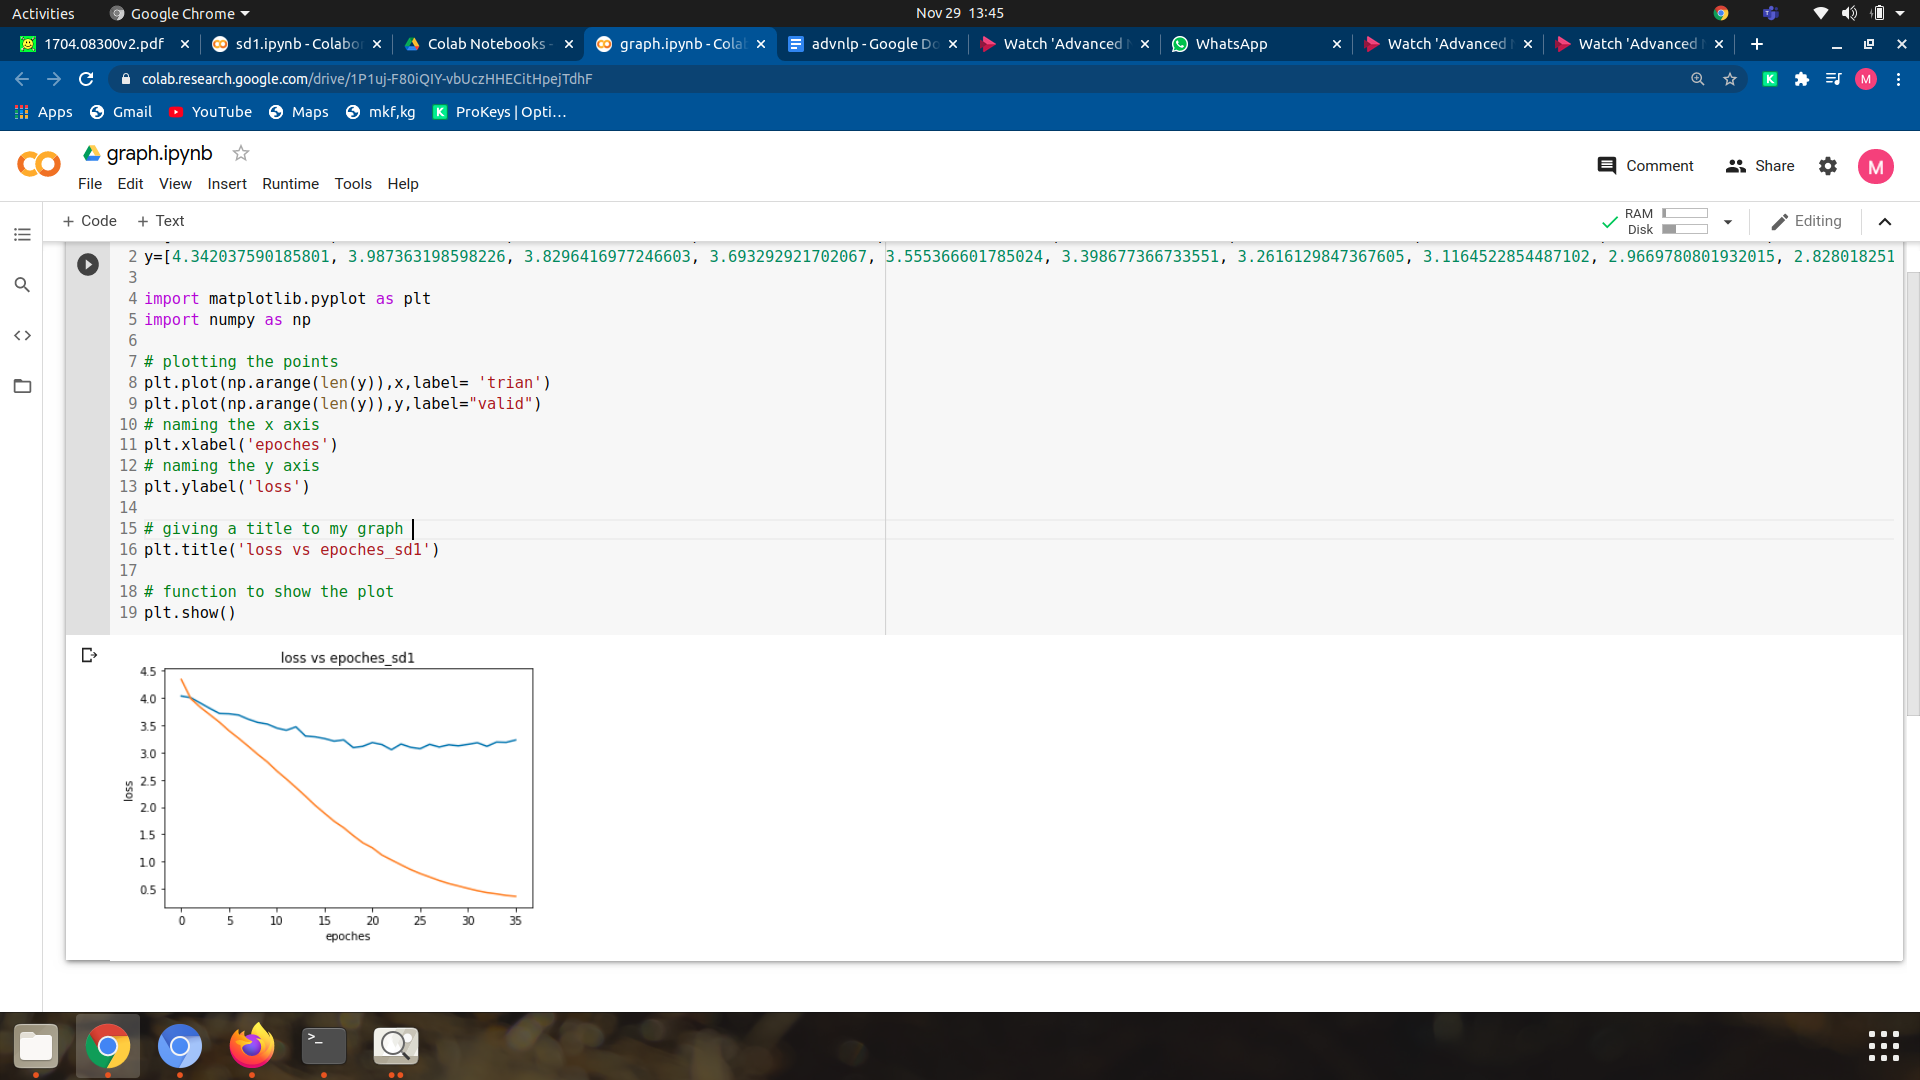 Activities
Google Chrome
Nov 29 13:45
1704.08300v2.pdf
sd1.ipynb - Colabo
Colab Notebooks -
graph.ipynb - Colab
advnlp - Google Do
Watch 'Advanced
WhatsApp
Watch 'Advanced
Watch 'Advanced
colab.research.google.com/drive/1P1uj-F80iQIY-vbUczHHECitHpejTdhF
Apps
Gmail
YouTube
Maps
mkf,kg
ProKeys | Opti…
graph.ipynb
File Edit View Insert Runtime Tools Help
Comment
Share
M
+ Code + Text
RAM
Disk
Editing
2 y=[4.342037590185801, 3.987363198598226, 3.8296416977246603, 3.693292921702067, 3.555366601785024, 3.398677366733551, 3.2616129847367605, 3.1164522854487102, 2.9669780801932015, 2.828018251
3
4 import matplotlib.pyplot as plt
5 import numpy as np
6
7 # plotting the points
8 plt.plot(np.arange(len(y)),x,label= 'trian')
9 plt.plot(np.arange(len(y)),y,label="valid")
10 # naming the x axis
11 plt.xlabel('epoches')
12 # naming the y axis
13 plt.ylabel('loss')
14
15 # giving a title to my graph
16 plt.title('loss vs epoches_sd1')
17
18 # function to show the plot
19 plt.show()
loss vs epoches_sd1
4.5
4.0
3.5
3.0
2.5
2.0
1.5
1.0
0.5
loss
0 5 10 15 20 25 30 35
epoches